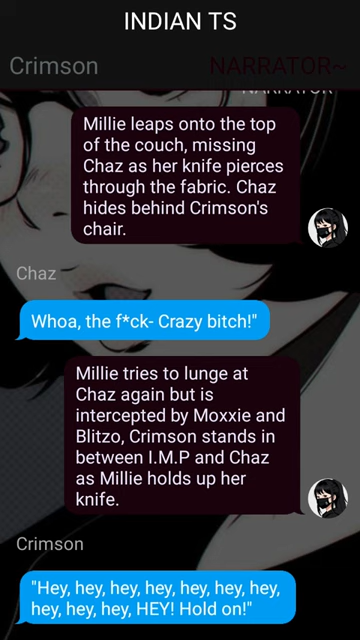 INDIAN TS
Crimson
NARRATOR~
NARRATOR
Millie leaps onto the top
of the couch, missing
Chaz as her knife pierces
through the fabric. Chaz
hides behind Crimson's
chair.
Chaz
Whoa, the f*ck- Crazy bitch!"
Millie tries to lunge at
Chaz again but is
intercepted by Moxxie and
Blitzo, Crimson stands in
between I.M.P and Chaz
as Millie holds up her
knife.
Crimson
"Hey, hey, hey, hey, hey, hey, hey,
hey, hey, hey, HEY! Hold on!"